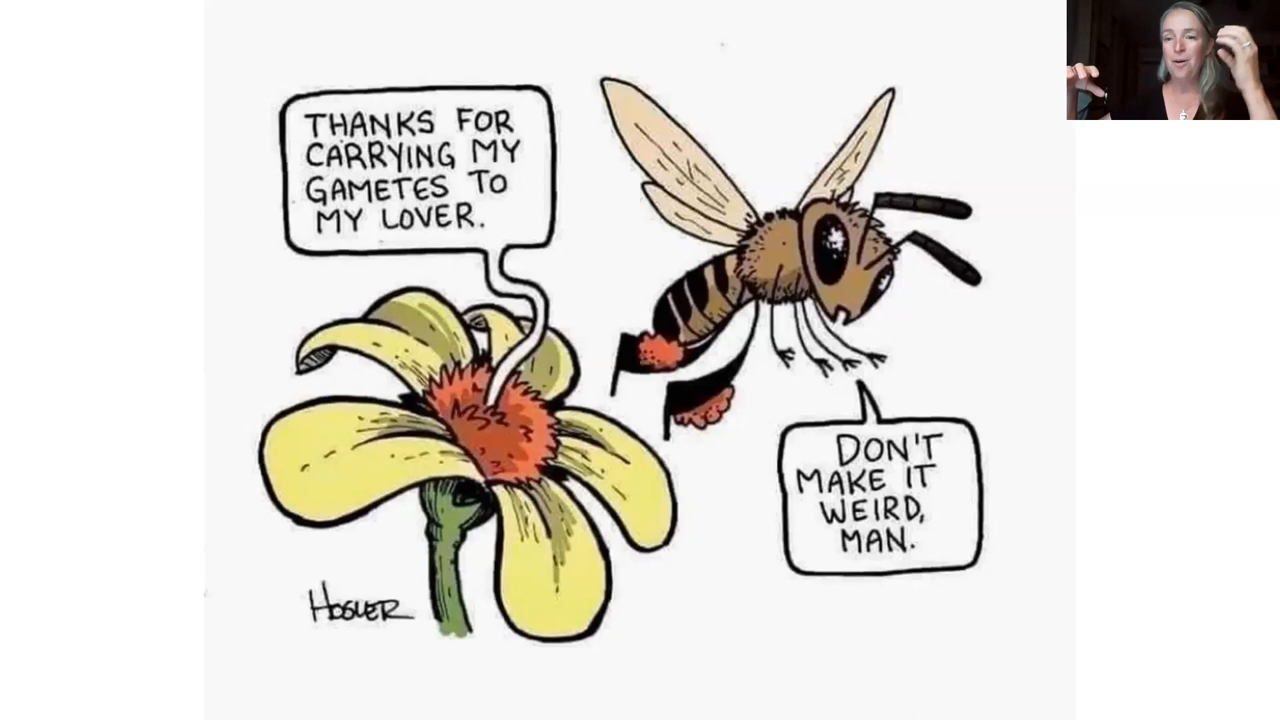 THANKS FOR
CARRYING MY
GAMETES TO
MY LOVER.
DON'T
MAKE IT
WEIRD,
MAN.
HOSLER